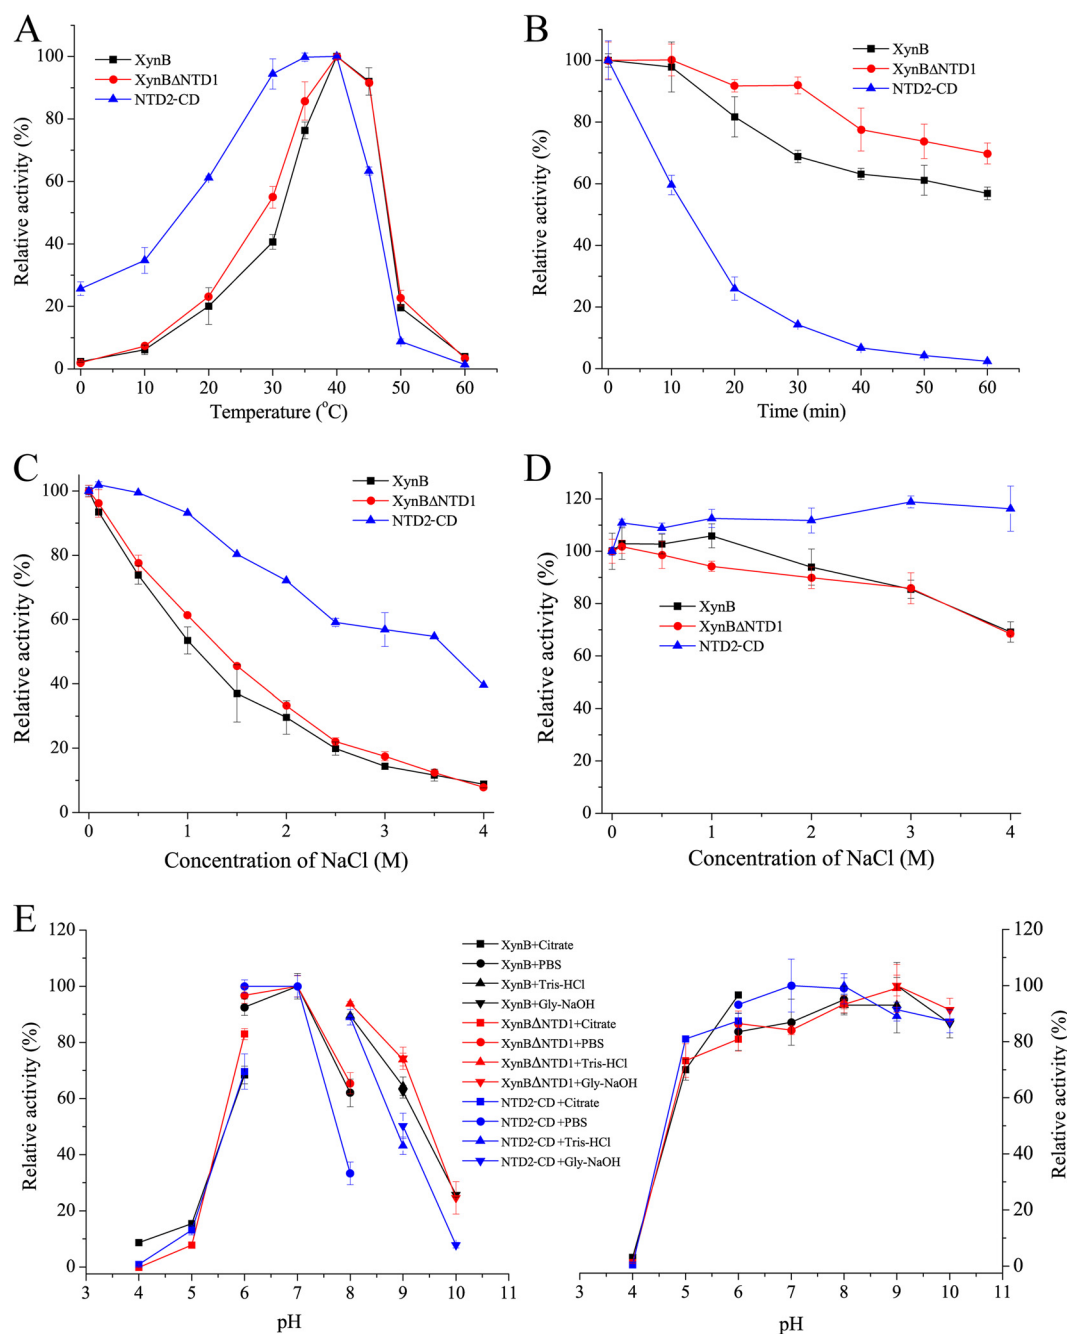 A
B
XynB
XynBΔNTD1
NTD2-CD
XynB
XynBΔNTD1
NTD2-CD
Relative activity (%)
100
80
60
40
20
0
0 10 20 30 40 50 60
Temperature (°C)
Relative activity (%)
100
80
60
40
20
0
0 10 20 30 40 50 60
Time (min)
C
D
XynB
XynBΔNTD1
NTD2-CD
Relative activity (%)
100
80
60
40
20
0
0 1 2 3 4
Concentration of NaCl (M)
XynB
XynBΔNTD1
NTD2-CD
Relative activity (%)
120
100
80
60
40
20
0
0 1 2 3 4
Concentration of NaCl (M)
E
Relative activity (%)
120
100
80
60
40
20
0
3 4 5 6 7 8 9 10 11
pH
XynB+Citrate
XynB+PBS
XynB+Tris-HCl
XynB+Gly-NaOH
XynBΔNTD1+Citrate
XynBΔNTD1+PBS
XynBΔNTD1+Tris-HCl
XynBΔNTD1+Gly-NaOH
NTD2-CD+Citrate
NTD2-CD+PBS
NTD2-CD+Tris-HCl
NTD2-CD+Gly-NaOH
120
100
80
60
40
20
0
Relative activity (%)
3 4 5 6 7 8 9 10 11
pH